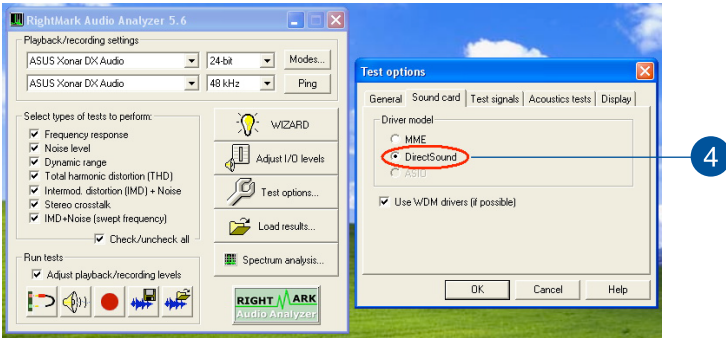 RightMark Audio Analyzer 5.6
Playback/recording settings
ASUS Xonar DX Audio 24-bit Modes...
ASUS Xonar DX Audio 48 kHz Ping
Select types of tests to perform:
Frequency response
Noise level
Dynamic range
Total harmonic distortion (THD)
Intermod. distortion (IMD) + Noise
Stereo crosstalk
IMD+Noise (swept frequency)
Check/uncheck all
WIZARD
Adjust I/O levels
Test options...
Load results...
Spectrum analysis...
Run tests
Adjust playback/recording levels
RIGHTMARK
Audio Analyzer
Test options
General Sound card Test signals Acoustics tests Display
Driver model
MME
DirectSound
ASIO
Use WDM drivers (if possible)
OK Cancel Help
4